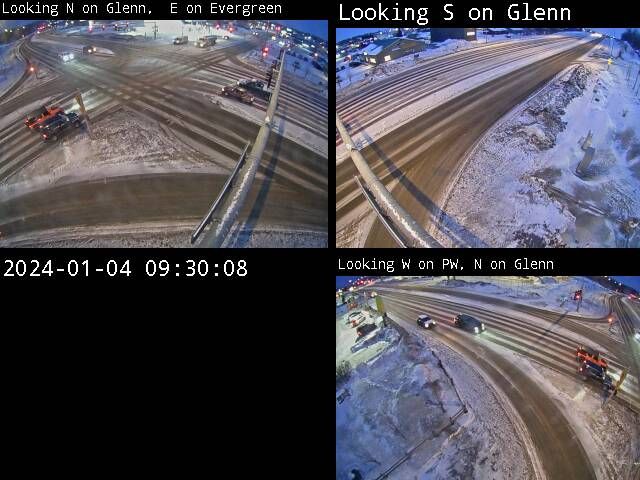 Looking N on Glenn, E on Evergreen
Looking S on Glenn
2024-01-04 09:30:08
Looking W on PW, N on Glenn